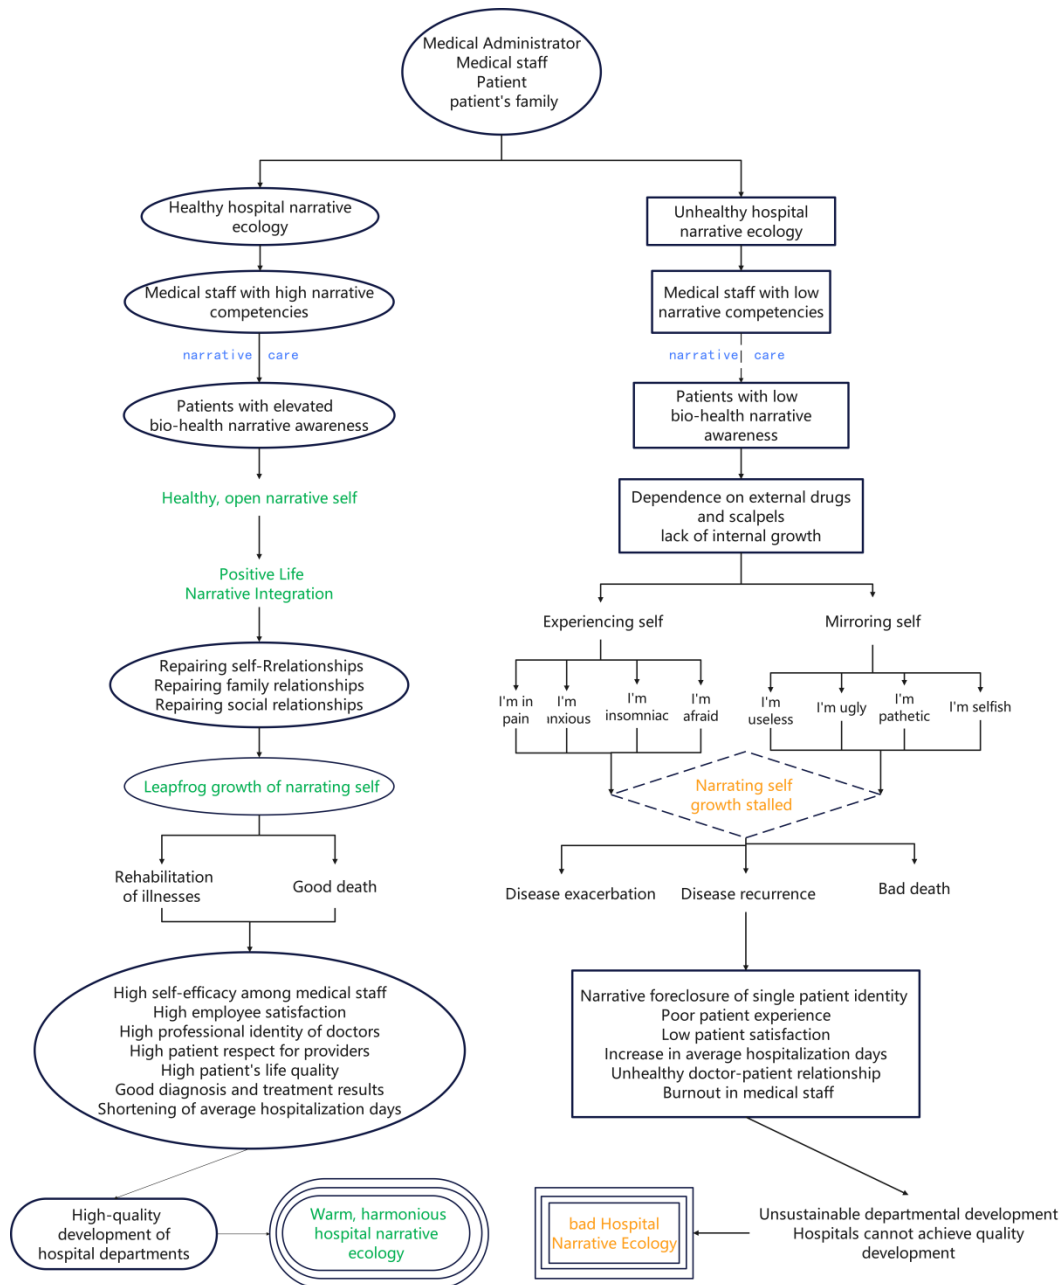 Medical Administrator
Medical staff
Patient
patient's family
Healthy hospital narrative
ecology
Medical staff with high narrative
competencies
narrative care
Patients with elevated
bio-health narrative awareness
Healthy, open narrative self
Positive Life
Narrative Integration
Repairing self-Rrelationships
Repairing family relationships
Repairing social relationships
Leapfrog growth of narrating self
Rehabilitation
of illnesses
Good death
High self-efficacy among medical staff
High employee satisfaction
High professional identity of doctors
High patient respect for providers
High patient's life quality
Good diagnosis and treatment results
Shortening of average hospitalization days
High-quality
development of
hospital departments
Warm, harmonious
hospital narrative
ecology
Unhealthy hospital
narrative ecology
Medical staff with low
narrative competencies
narrative care
Patients with low
bio-health narrative
awareness
Dependence on external drugs
and scalpels
lack of internal growth
Experiencing self
Mirroring self
I'm in
pain
I'm
ınxious
I'm
insomniac
I'm
afraid
I'm
useless
I'm ugly
I'm
pathetic
I'm selfish
Narrating self
growth stalled
Disease exacerbation
Disease recurrence
Bad death
Narrative foreclosure of single patient identity
Poor patient experience
Low patient satisfaction
Increase in average hospitalization days
Unhealthy doctor-patient relationship
Burnout in medical staff
Unsustainable departmental development
Hospitals cannot achieve quality
development
bad Hospital
Narrative Ecology